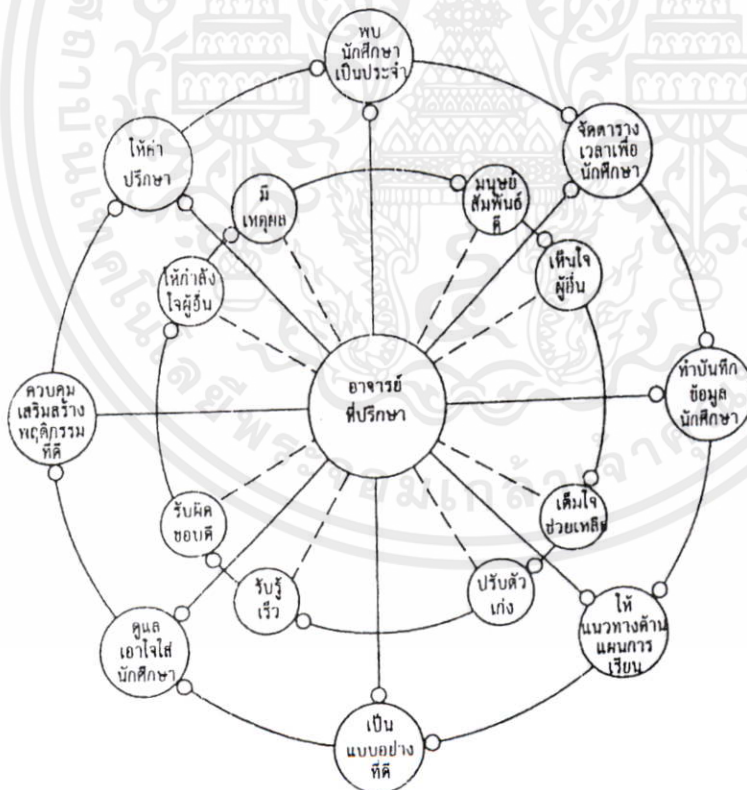 พบ
นักศึกษา
เป็นประจำ
จัดตาราง
เวลาเพื่อ
นักศึกษา
ให้คำ
ปรึกษา
มี
เหตุผล
มนุษย์
สัมพันธ์
ดี
ให้กำลัง
ใจผู้อื่น
เห็นใจ
ผู้อื่น
อาจารย์
ที่ปรึกษา
ควบคุม
เสริมสร้าง
พฤติกรรม
ที่ดี
ทำบันทึก
ข้อมูล
นักศึกษา
รับผิด
ชอบดี
เต็มใจ
ช่วยเหลือ
รับรู้
เร็ว
ปรับตัว
เก่ง
ดูแล
เอาใจใส่
นักศึกษา
ให้
แนวทางด้าน
แผนการ
เรียน
เป็น
แบบอย่าง
ที่ดี